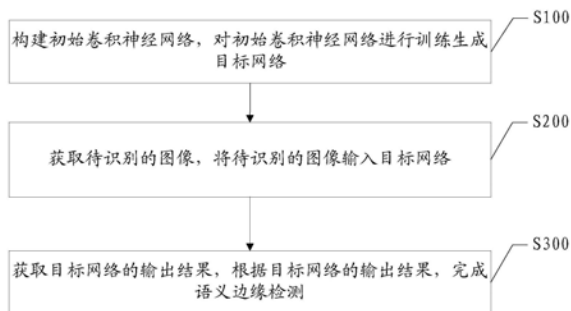 S100
构建初始卷积神经网络，对初始卷积神经网络进行训练生成
目标网络
S200
获取待识别的图像，将待识别的图像输入目标网络
S300
获取目标网络的输出结果，根据目标网络的输出结果，完成
语义边缘检测